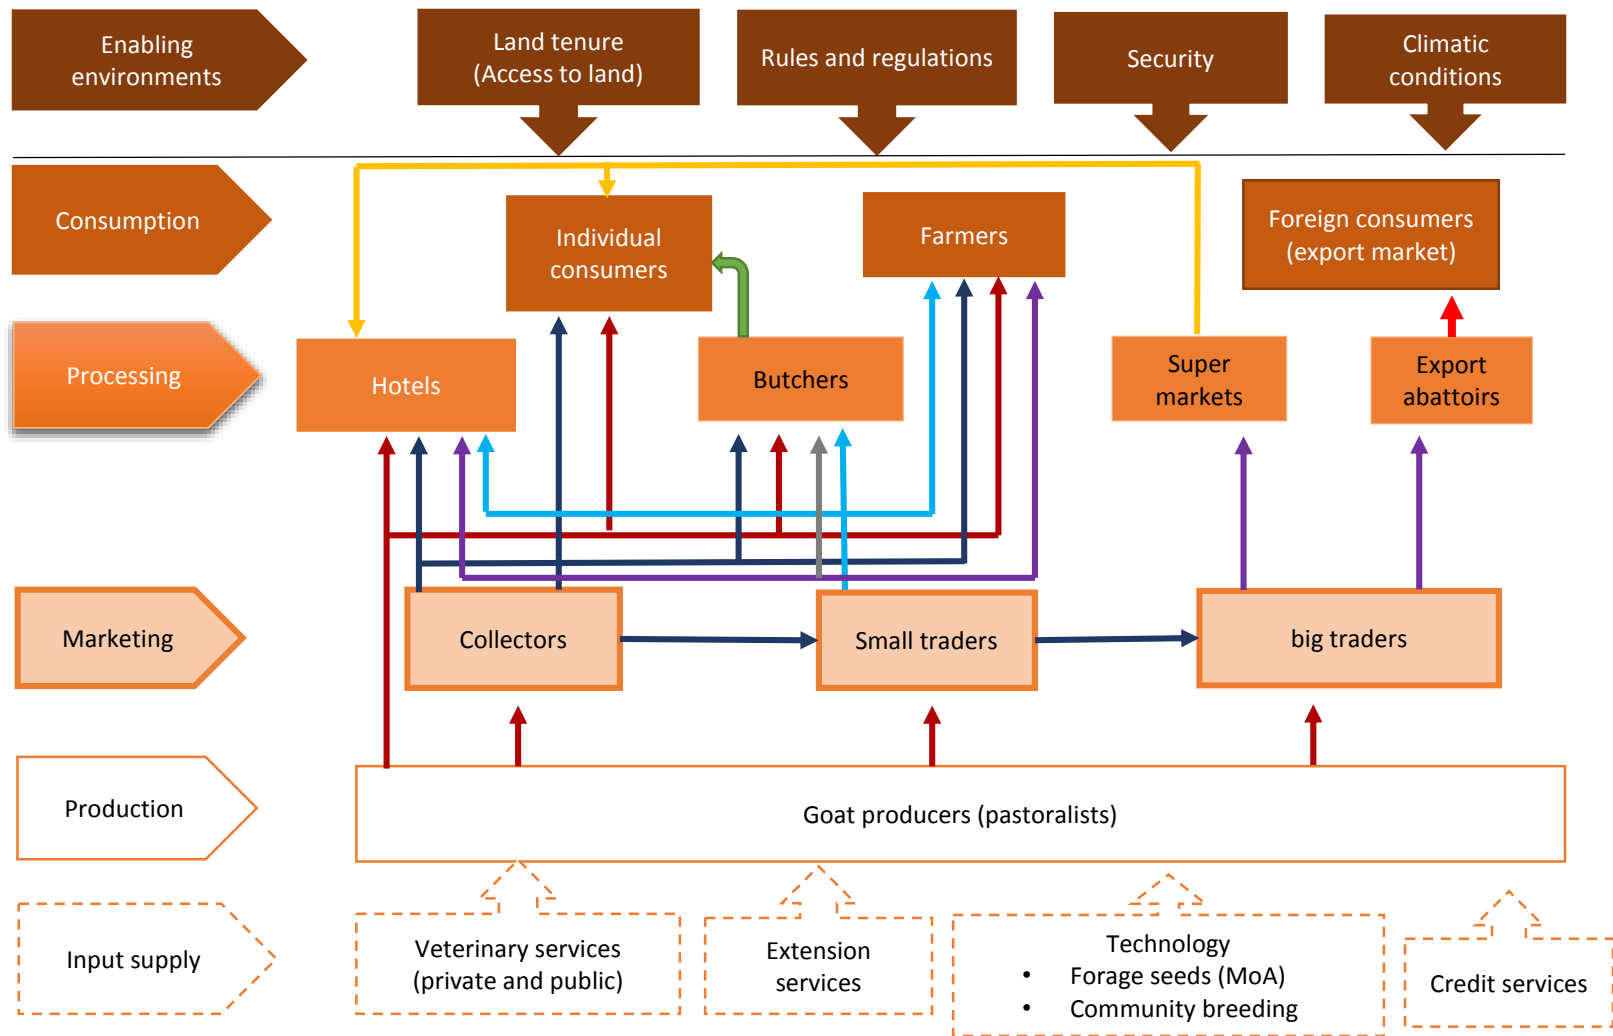 Enabling
environments
Land tenure
(Access to land)
Rules and regulations
Security
Climatic
conditions
Consumption
Individual
consumers
Farmers
Foreign consumers
(export market)
Processing
Hotels
Butchers
Super
markets
Export
abattoirs
Marketing
Collectors
Small traders
big traders
Production
Goat producers (pastoralists)
Input supply
Veterinary services
(private and public)
Extension
services
Technology
• Forage seeds (MoA)
• Community breeding
Credit services